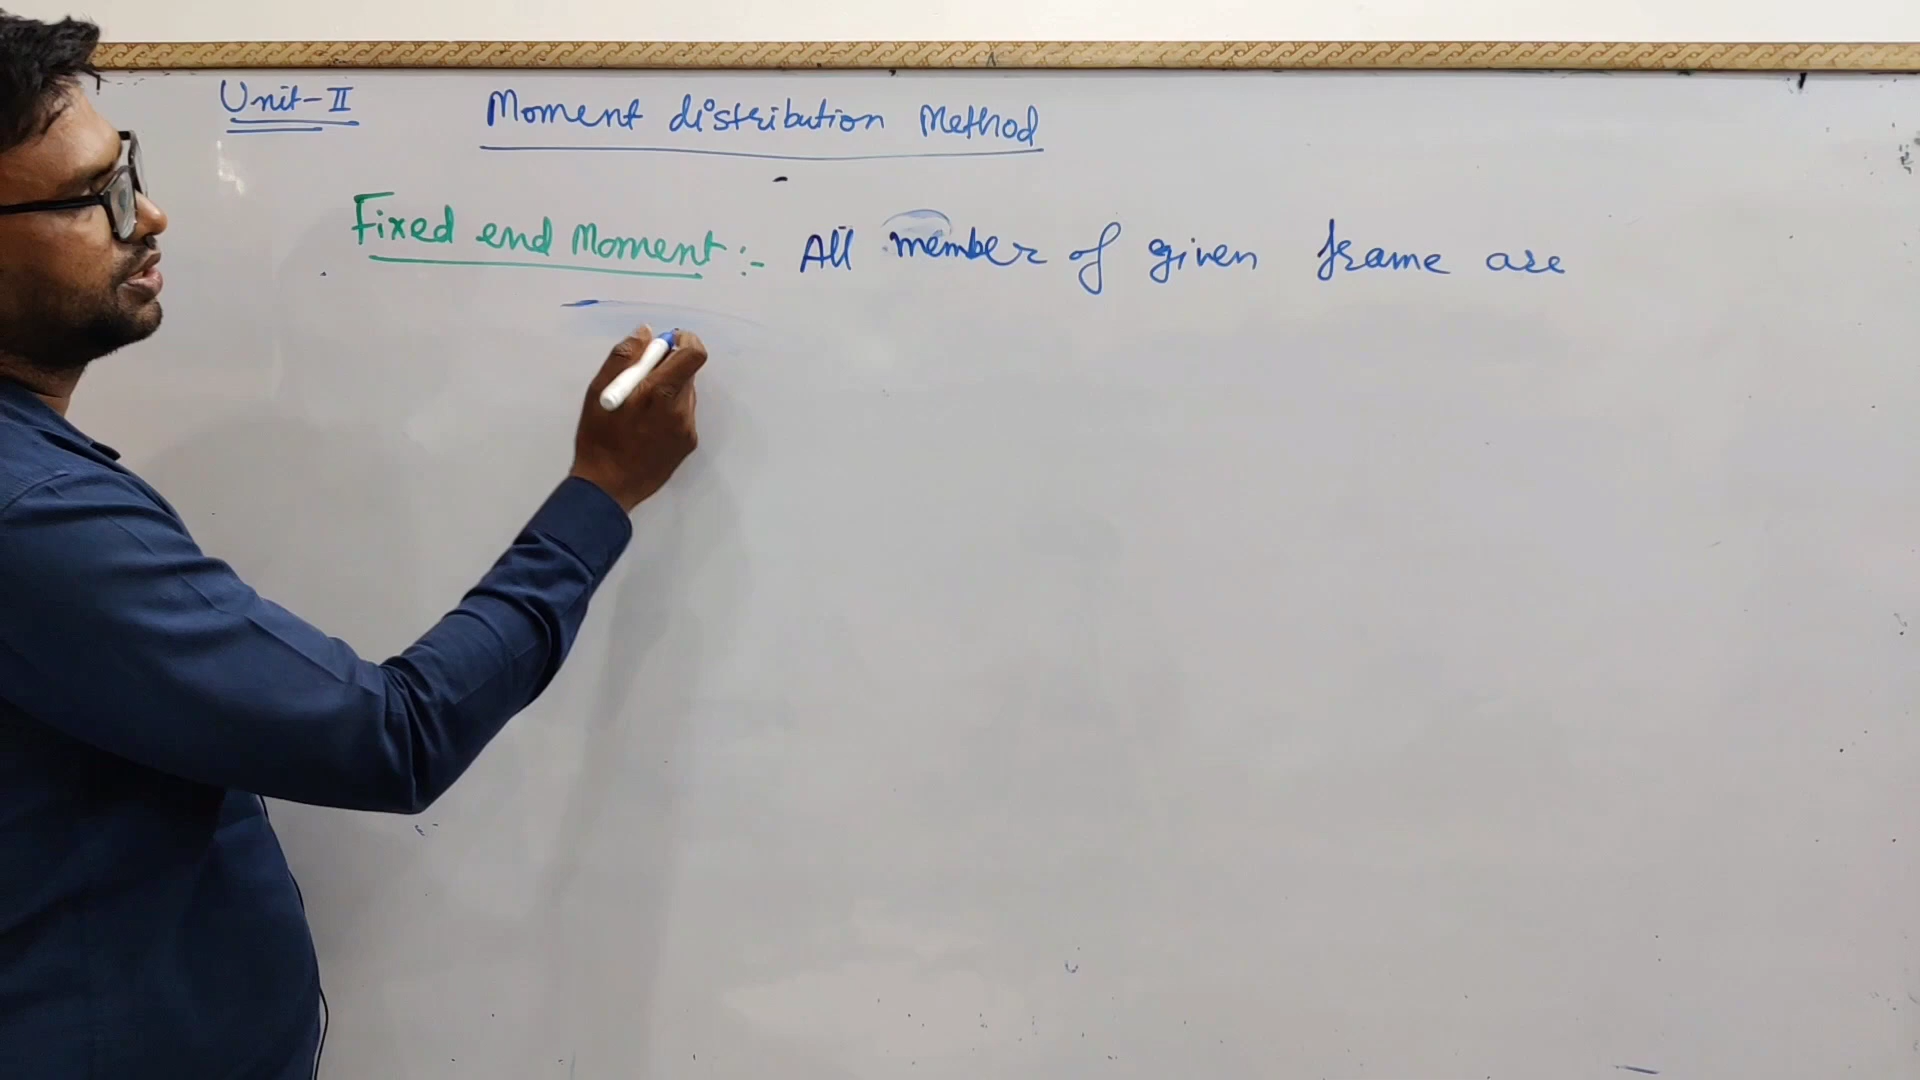 Unit-II
Moment distribution Method
Fixed end Moment :- All member of given frame are